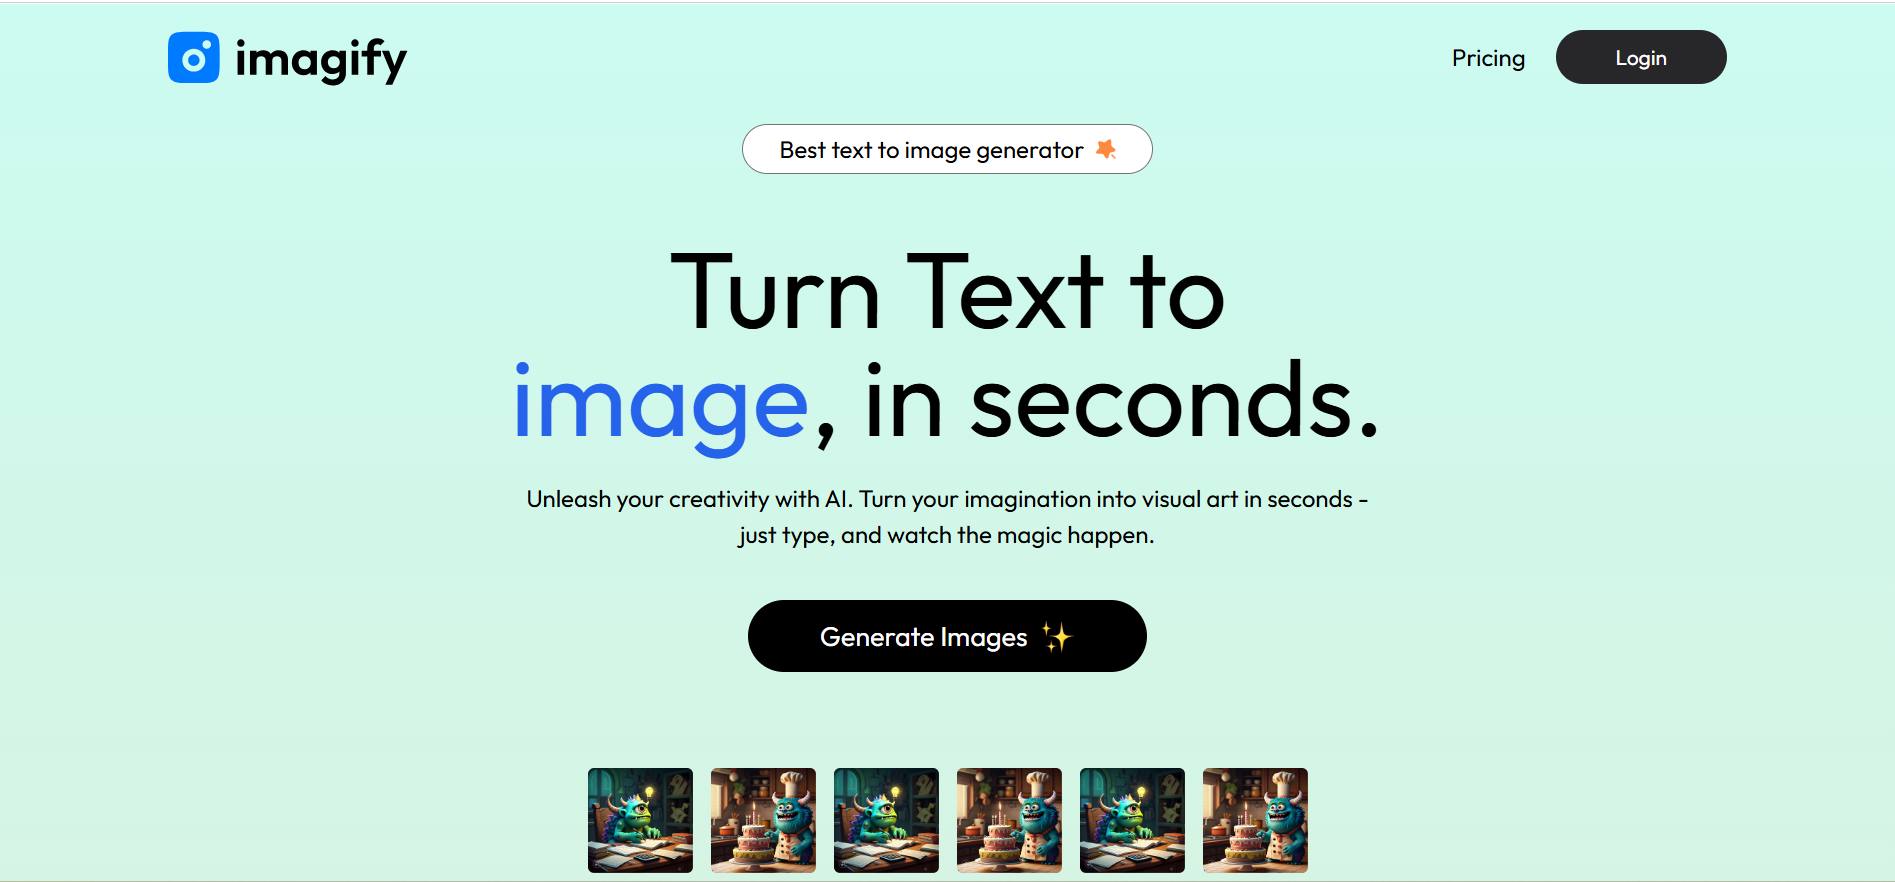 imagify
Pricing
Login
Best text to image generator
Turn Text to
image, in seconds.
Unleash your creativity with AI. Turn your imagination into visual art in seconds -
just type, and watch the magic happen.
Generate Images